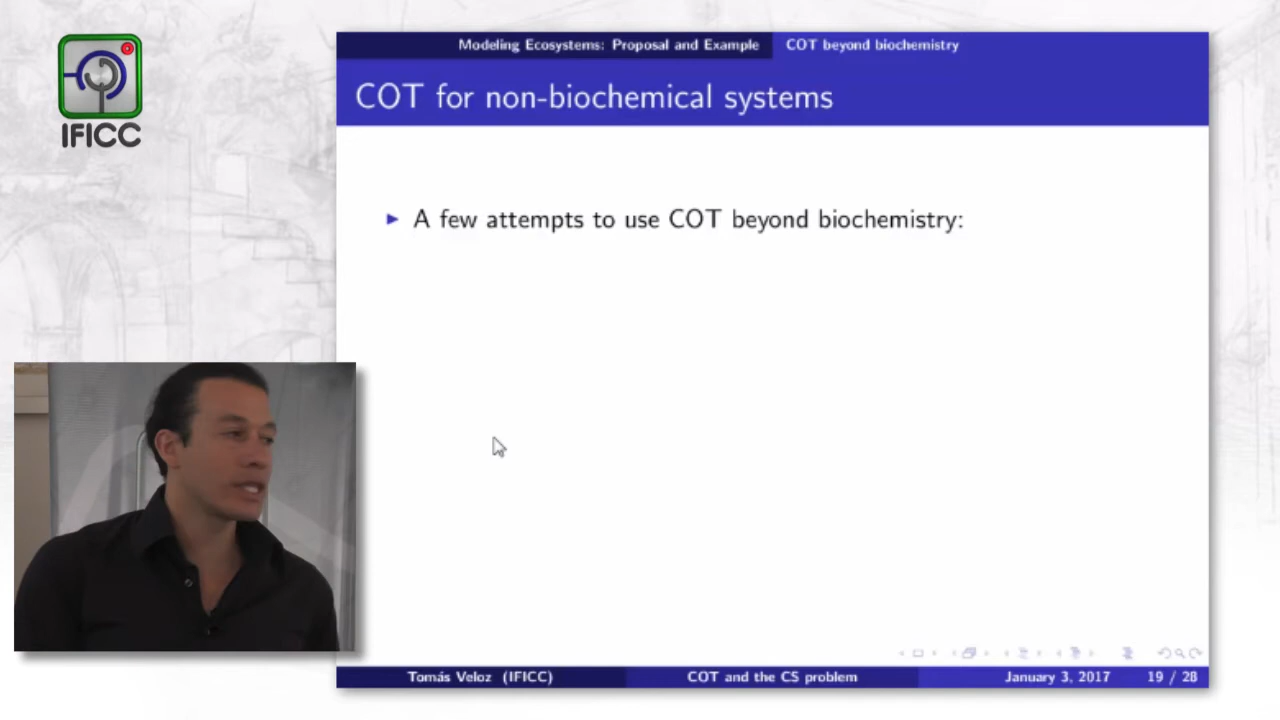 IFICC
Modeling Ecosystems: Proposal and Example COT beyond biochemistry
COT for non-biochemical systems
A few attempts to use COT beyond biochemistry:
Tomás Veloz (IFICC) COT and the CS problem January 3, 2017 19 / 28